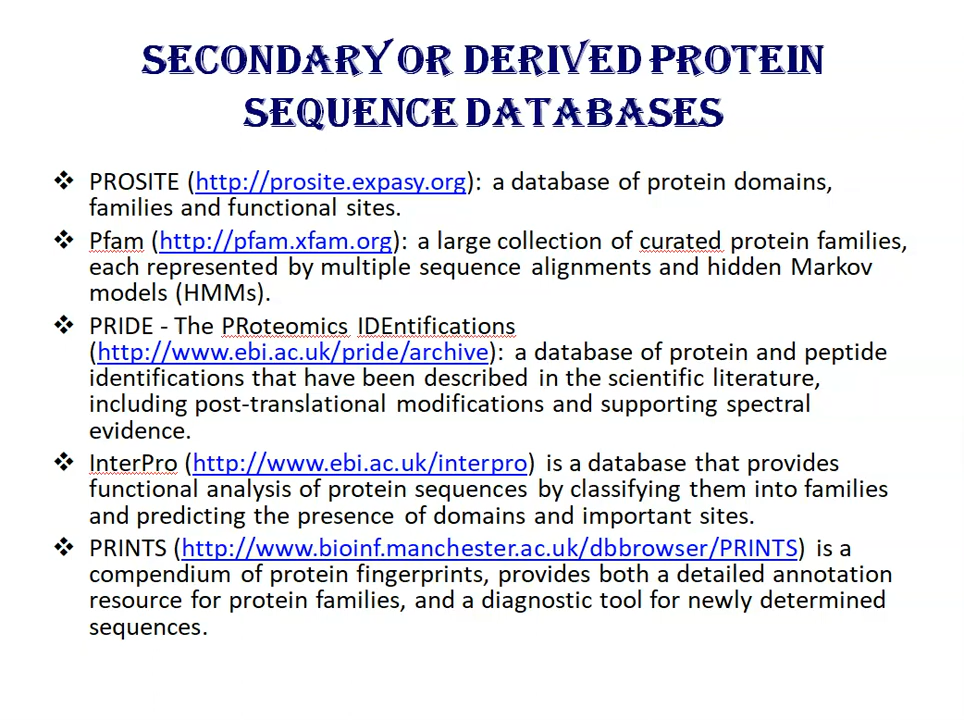 SECONDARY OR DERIVED PROTEIN
SEQUENCE DATABASES
❖ PROSITE (http://prosite.expasy.org): a database of protein domains,
families and functional sites.
❖ Pfam (http://pfam.xfam.org): a large collection of curated protein families,
each represented by multiple sequence alignments and hidden Markov
models (HMMs).
❖ PRIDE - The PRoteomics IDEntifications
(http://www.ebi.ac.uk/pride/archive): a database of protein and peptide
identifications that have been described in the scientific literature,
including post-translational modifications and supporting spectral
evidence.
❖ InterPro (http://www.ebi.ac.uk/interpro) is a database that provides
functional analysis of protein sequences by classifying them into families
and predicting the presence of domains and important sites.
❖ PRINTS (http://www.bioinf.manchester.ac.uk/dbbrowser/PRINTS) is a
compendium of protein fingerprints, provides both a detailed annotation
resource for protein families, and a diagnostic tool for newly determined
sequences.